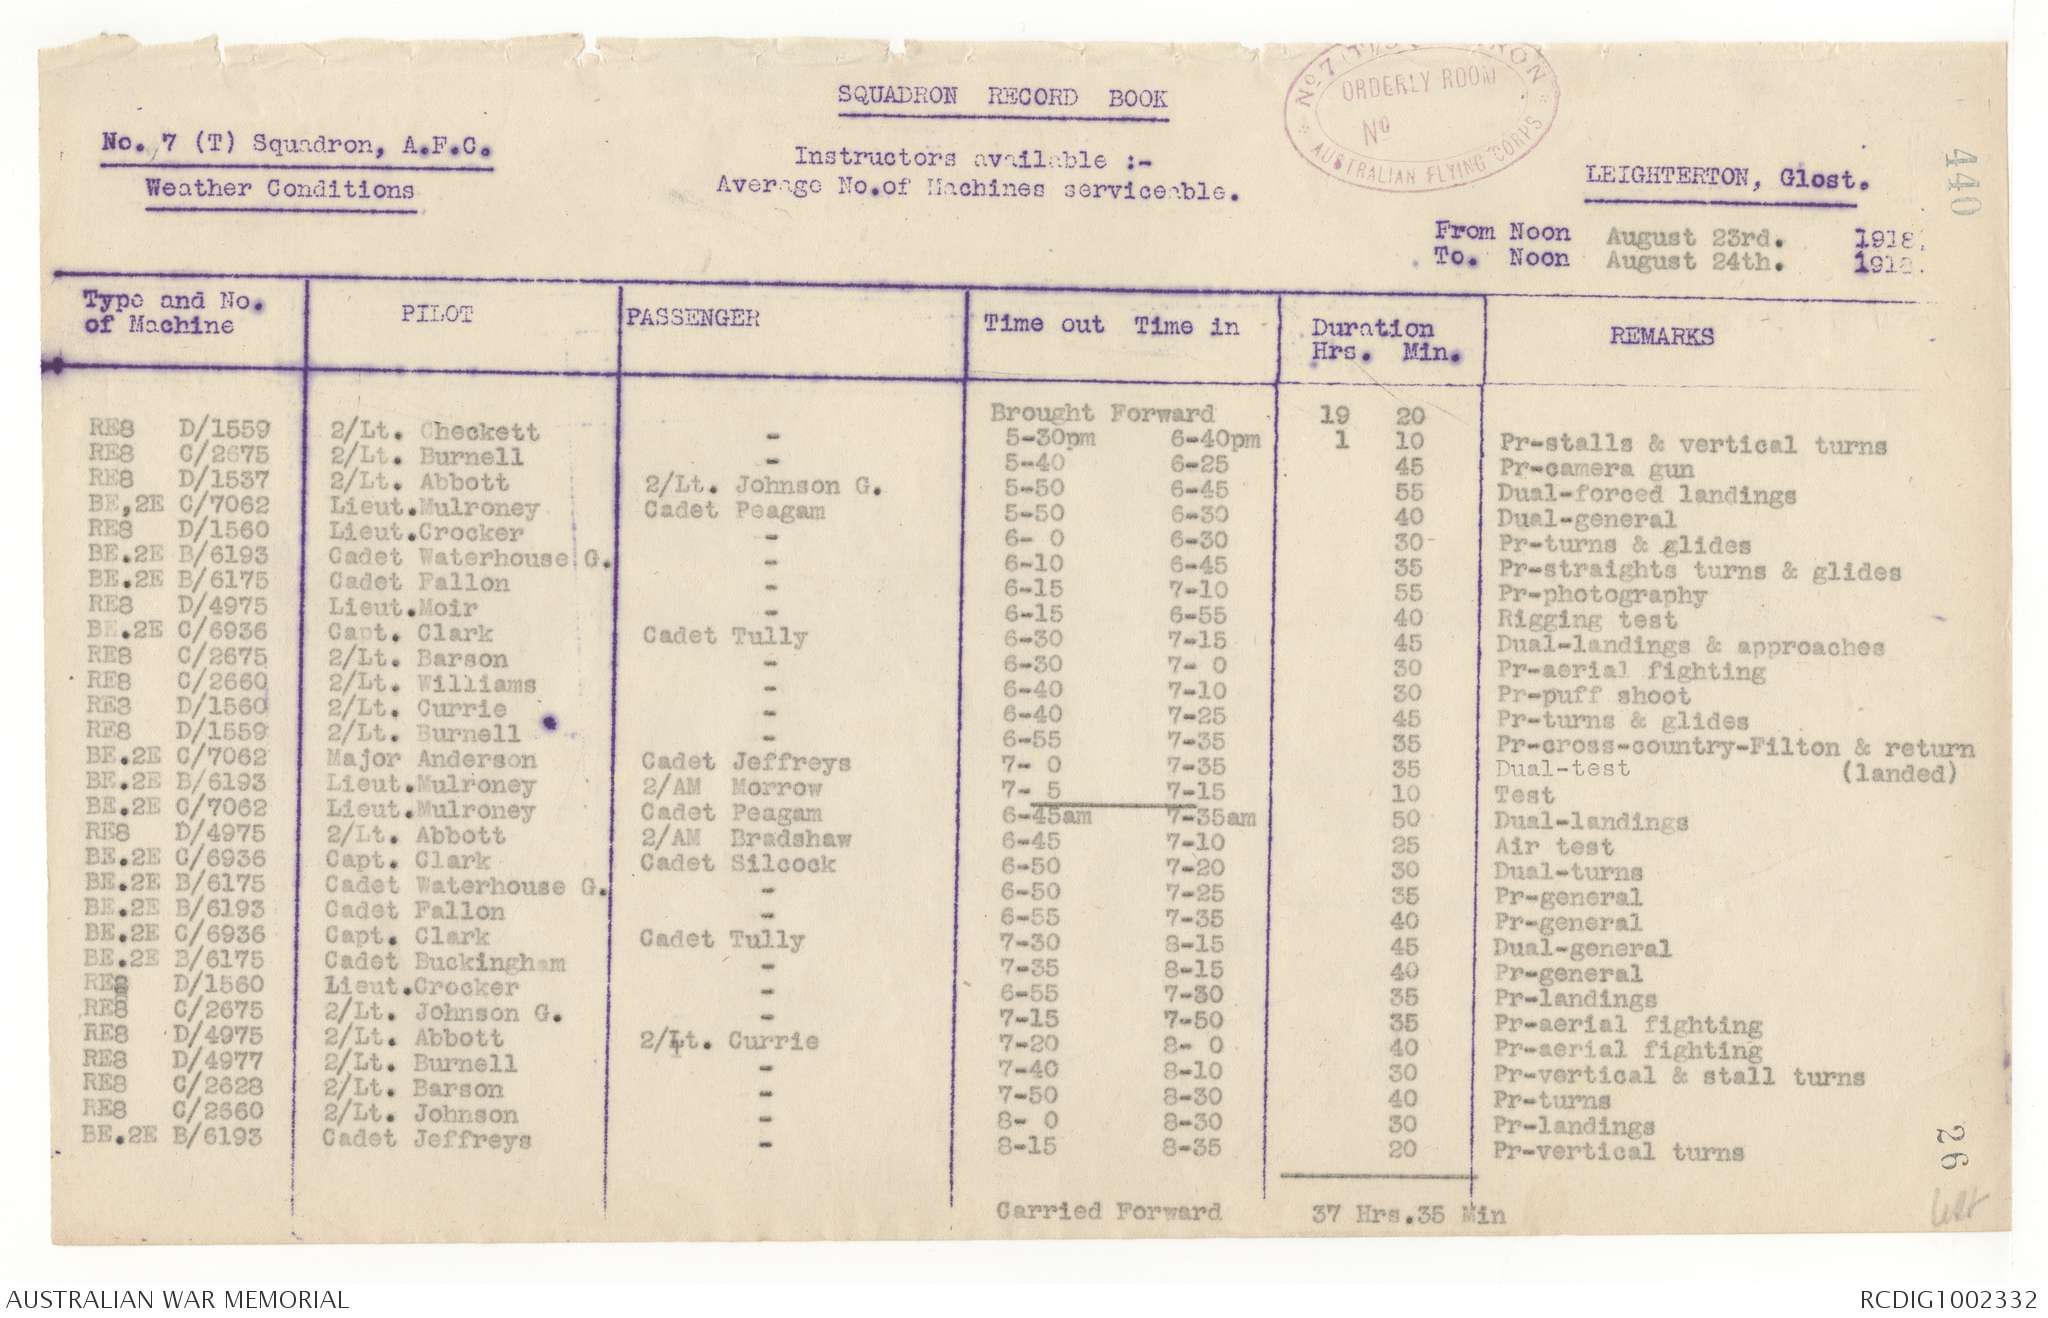 SQUADRON RECORD BOOK
No. 7 (T) Squadron, A.F.C.
Weather Conditions
Instructors available :-
Average No.of Machines serviceable.
No 7
ORDERLY ROOM
No
AUSTRALIAN FLYING CORPS
LEIGHTERTON, Glost.
440
From Noon August 23rd. 1918.
To. Noon August 24th. 1918.
Type and No. of Machine PILOT PASSENGER Time out Time in Duration Hrs. Min. REMARKS
Brought Forward 19 20
RE8 D/1559 2/Lt. Checkett - 5-30pm 6-40pm 1 10 Pr-stalls & vertical turns
RE8 C/2675 2/Lt. Burnell - 5-40 6-25 45 Pr-camera gun
RE8 D/1537 2/Lt. Abbott 2/Lt. Johnson G. 5-50 6-45 55 Dual-forced landings
BE,2E C/7062 Lieut.Mulroney Cadet Peagam 5-50 6-30 40 Dual-general
RE8 D/1560 Lieut.Crocker - 6- 0 6-30 30 Pr-turns & glides
BE.2E B/6193 Cadet Waterhouse G. - 6-10 6-45 35 Pr-straights turns & glides
BE.2E B/6175 Cadet Fallon - 6-15 7-10 55 Pr-photography
RE8 D/4975 Lieut.Moir - 6-15 6-55 40 Rigging test
BE.2E C/6936 Capt. Clark Cadet Tully 6-30 7-15 45 Dual-landings & approaches
RE8 C/2675 2/Lt. Barson - 6-30 7- 0 30 Pr-aerial fighting
RE8 C/2660 2/Lt. Williams - 6-40 7-10 30 Pr-puff shoot
RE8 D/1560 2/Lt. Currie - 6-40 7-25 45 Pr-turns & glides
RE8 D/1559 2/Lt. Burnell - 6-55 7-35 35 Pr-cross-country-Filton & return (landed)
BE.2E C/7062 Major Anderson Cadet Jeffreys 7- 0 7-35 35 Dual-test
BE.2E B/6193 Lieut.Mulroney 2/AM Morrow 7- 5 7-15 10 Test
BE.2E C/7062 Lieut.Mulroney Cadet Peagam 6-45am 7-35am 50 Dual-landings
RE8 D/4975 2/Lt. Abbott 2/AM Bradshaw 6-45 7-10 25 Air test
BE.2E C/6936 Capt. Clark Cadet Silcock 6-50 7-20 30 Dual-turns
BE.2E B/6175 Cadet Waterhouse G. - 6-50 7-25 35 Pr-general
BE.2E B/6193 Cadet Fallon - 6-55 7-35 40 Pr-general
BE.2E C/6936 Capt. Clark Cadet Tully 7-30 8-15 45 Dual-general
BE.2E B/6175 Cadet Buckingham - 7-35 8-15 40 Pr-general
RE8 D/1560 Lieut.Crocker - 6-55 7-30 35 Pr-landings
RE8 C/2675 2/Lt. Johnson G. - 7-15 7-50 35 Pr-aerial fighting
RE8 D/4975 2/Lt. Abbott 2/Lt. Currie 7-20 8- 0 40 Pr-aerial fighting
RE8 D/4977 2/Lt. Burnell - 7-40 8-10 30 Pr-vertical & stall turns
RE8 C/2628 2/Lt. Barson - 7-50 8-30 40 Pr-turns
RE8 C/2660 2/Lt. Johnson - 8- 0 8-30 30 Pr-landings
BE.2E B/6193 Cadet Jeffreys - 8-15 8-35 20 Pr-vertical turns
Carried Forward 37 Hrs.35 Min
26
AUSTRALIAN WAR MEMORIAL
RCDIG1002332